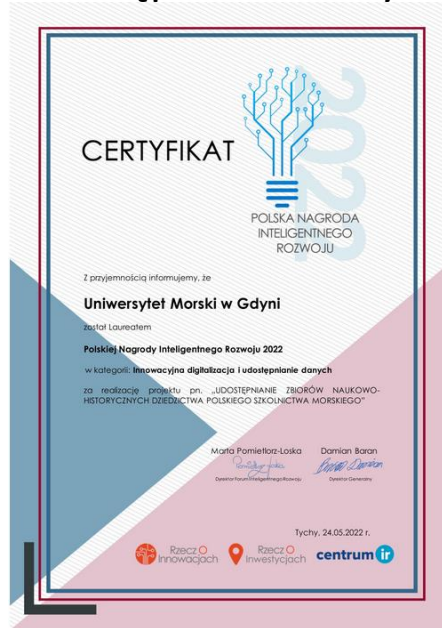 CERTYFIKAT
2022
POLSKA NAGRODA
INTELIGENTNEGO
ROZWOJU
Z przyjemnością informujemy, że
Uniwersytet Morski w Gdyni
został Laureatem
Polskiej Nagrody Inteligentnego Rozwoju 2022
w kategorii: Innowacyjna digitalizacja i udostępnianie danych
za realizację projektu pn. „UDOSTĘPNIANIE ZBIORÓW NAUKOWO-
HISTORYCZNYCH DZIEDZICTWA POLSKIEGO SZKOLNICTWA MORSKIEGO"
Marta Pomietlorz-Loska Damian Baran
Dyrektor Forum Inteligentnego Rozwoju Dyrektor Generalny
Tychy, 24.05.2022 r.
Rzecz O Innowacjach Rzecz O Inwestycjach centrum ir